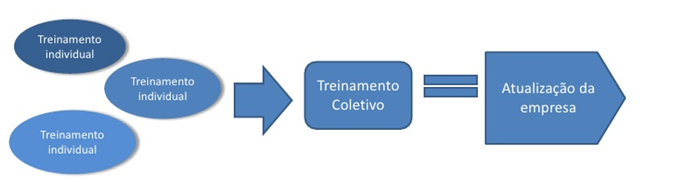 Treinamento
individual
Treinamento
individual
Treinamento
individual
Treinamento
Coletivo
Atualização da
empresa